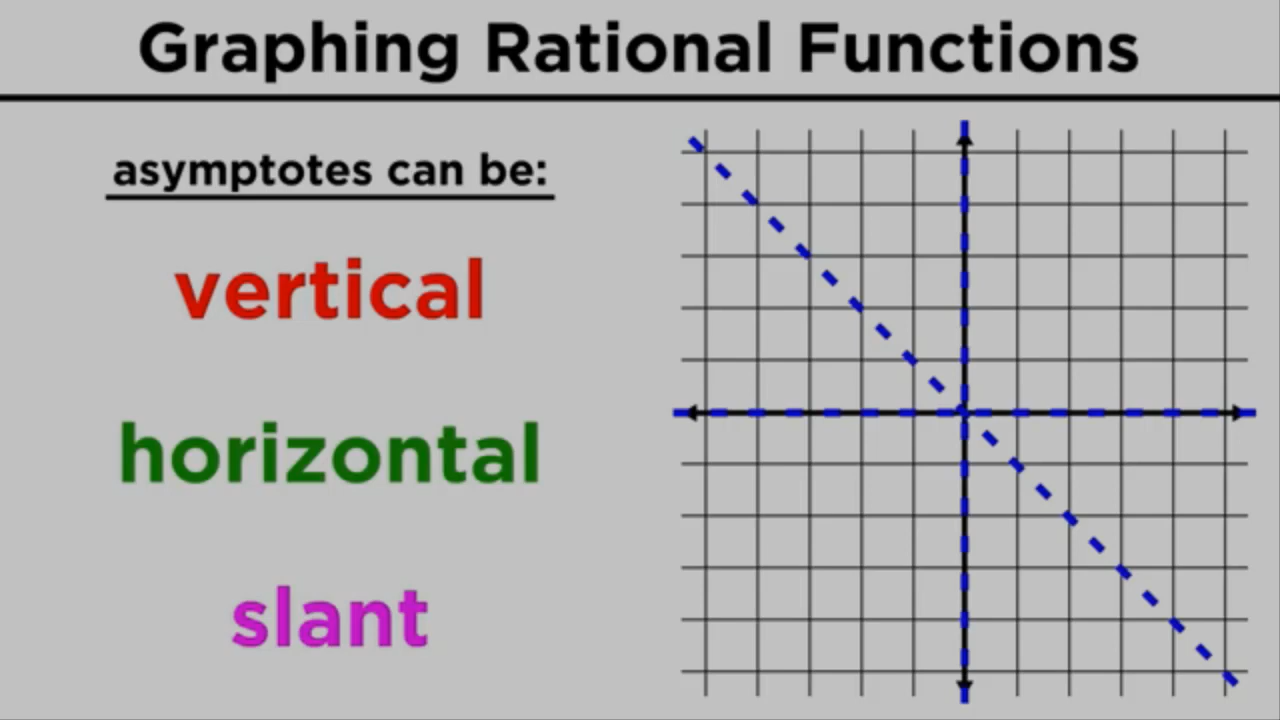 Graphing Rational Functions
asymptotes can be:
vertical
horizontal
slant